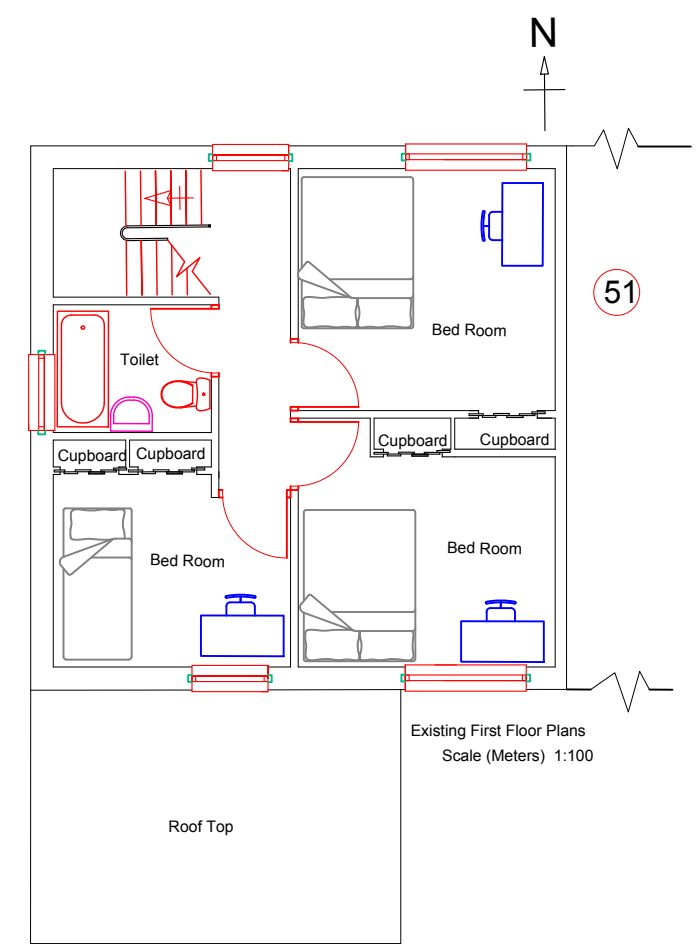 N
51
Bed Room
Toilet
Cupboard
Cupboard
Cupboard
Cupboard
Bed Room
Bed Room
Existing First Floor Plans
Scale (Meters) 1:100
Roof Top